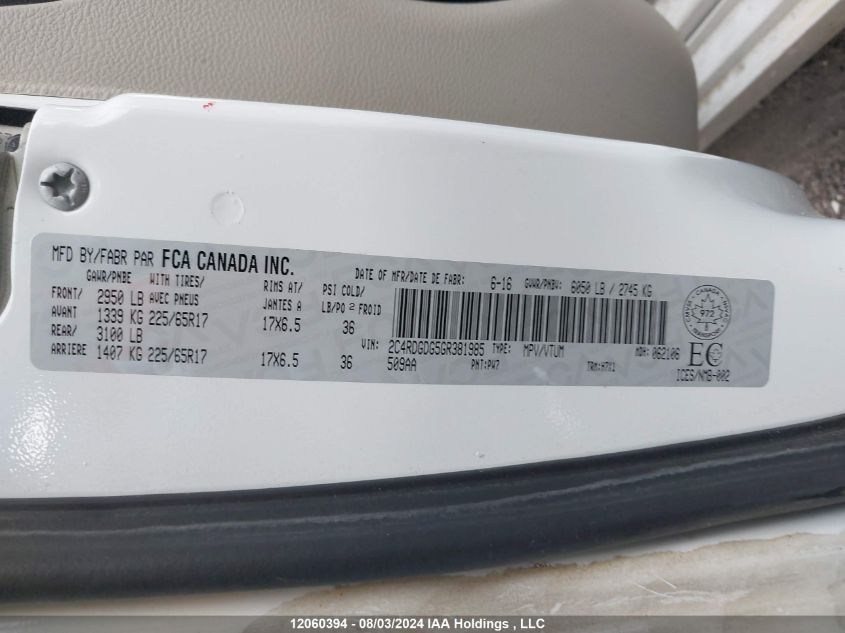 MFD BY/FABR PAR FCA CANADA INC. DATE OF MFR/DATE DE FABR: 6-16 GVWR/PNBV: 6050 LB / 2745 KG
GAWR/PNBE WITH TIRES/ RIMS AT/ PSI COLD/
FRONT/ 2950 LB AVEC PNEUS JANTES A LB/PO² FROID
AVANT 1339 KG 225/65R17 17X6.5 36
REAR/ 3100 LB VIN: 2C4RDGDG5GR381985 TYPE: MPV/VTUM MDH: 062106
ARRIERE 1407 KG 225/65R17 17X6.5 36 509AA PNT: PW7
CANADA
972
TRANSPORT
EC
ICES/NMB-002
12060394 - 08/03/2024 IAA Holdings , LLC